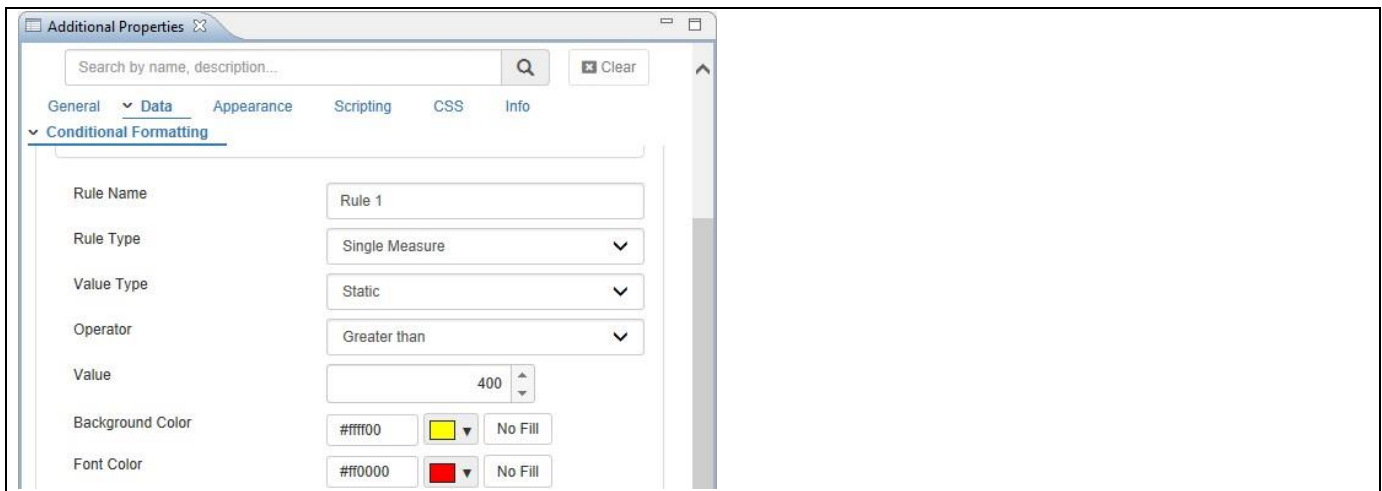 Additional Properties
Search by name, description...
Clear
General Data Appearance Scripting CSS Info
Conditional Formatting
Rule Name Rule 1
Rule Type Single Measure
Value Type Static
Operator Greater than
Value 400
Background Color #ffff00 No Fill
Font Color #ff0000 No Fill